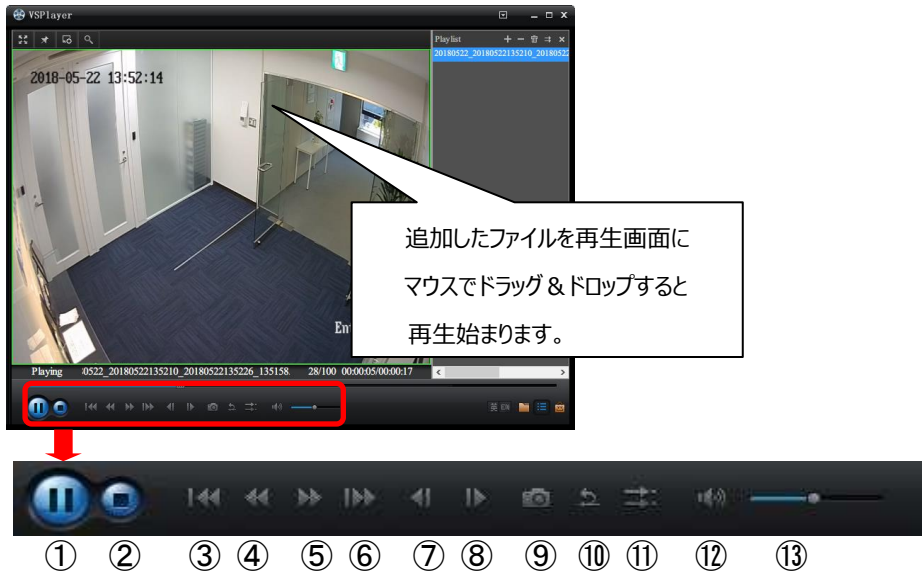 VSPlayer
Playlist
20180522_20180522135210_2018052
2018-05-22 13:52:14
追加したファイルを再生画面に
マウスでドラッグ＆ドロップすると
再生始まります。
En
Playing
0522_20180522135210_20180522135226_135158.
28/100 00:00:05/00:00:17
①
②
③
④
⑤
⑥
⑦
⑧
⑨
⑩
⑪
⑫
⑬